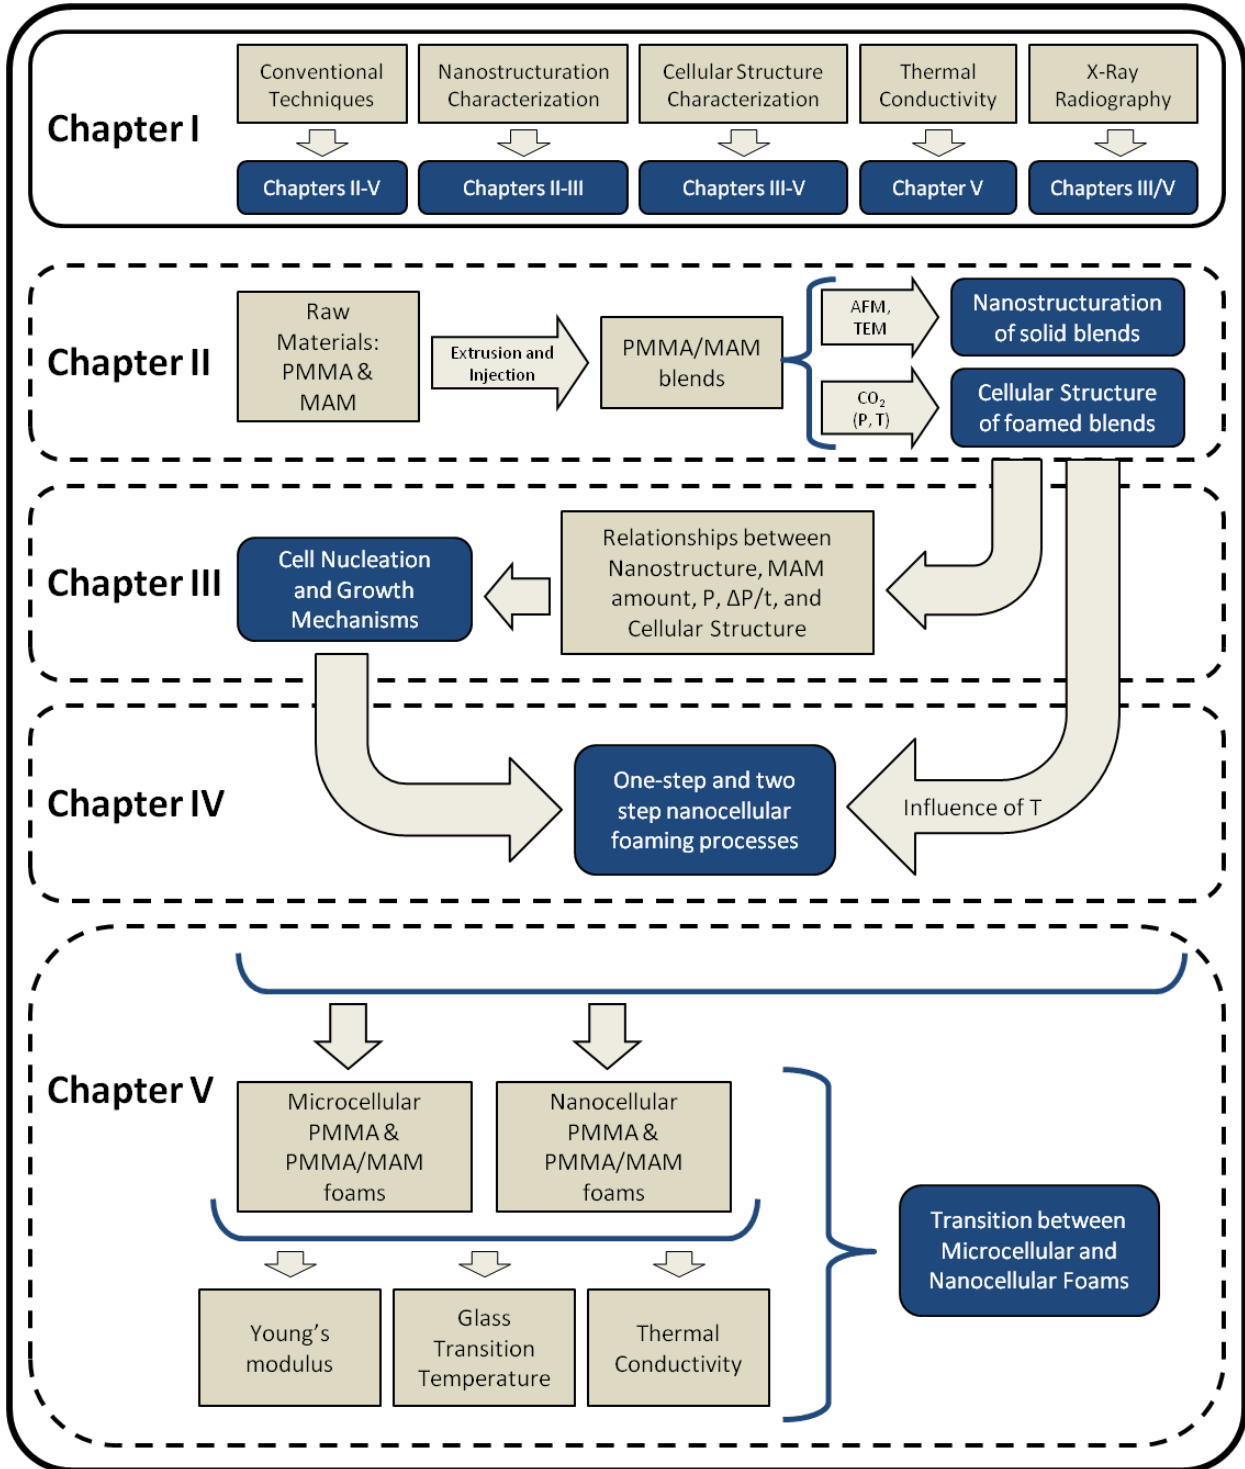 Chapter I
Conventional
Techniques
Nanostructuration
Characterization
Cellular Structure
Characterization
Thermal
Conductivity
X-Ray
Radiography
Chapters II-V
Chapters II-III
Chapters III-V
Chapter V
Chapters III/V
Chapter II
Raw
Materials:
PMMA &
MAM
Extrusion and
Injection
PMMA/MAM
blends
AFM,
TEM
Nanostructuration
of solid blends
CO₂
(P, T)
Cellular Structure
of foamed blends
Chapter III
Cell Nucleation
and Growth
Mechanisms
Relationships between
Nanostructure, MAM
amount, P, ΔP/t, and
Cellular Structure
Chapter IV
One-step and two
step nanocellular
foaming processes
Influence of T
Chapter V
Microcellular
PMMA &
PMMA/MAM
foams
Nanocellular
PMMA &
PMMA/MAM
foams
Young's
modulus
Glass
Transition
Temperature
Thermal
Conductivity
Transition between
Microcellular and
Nanocellular Foams